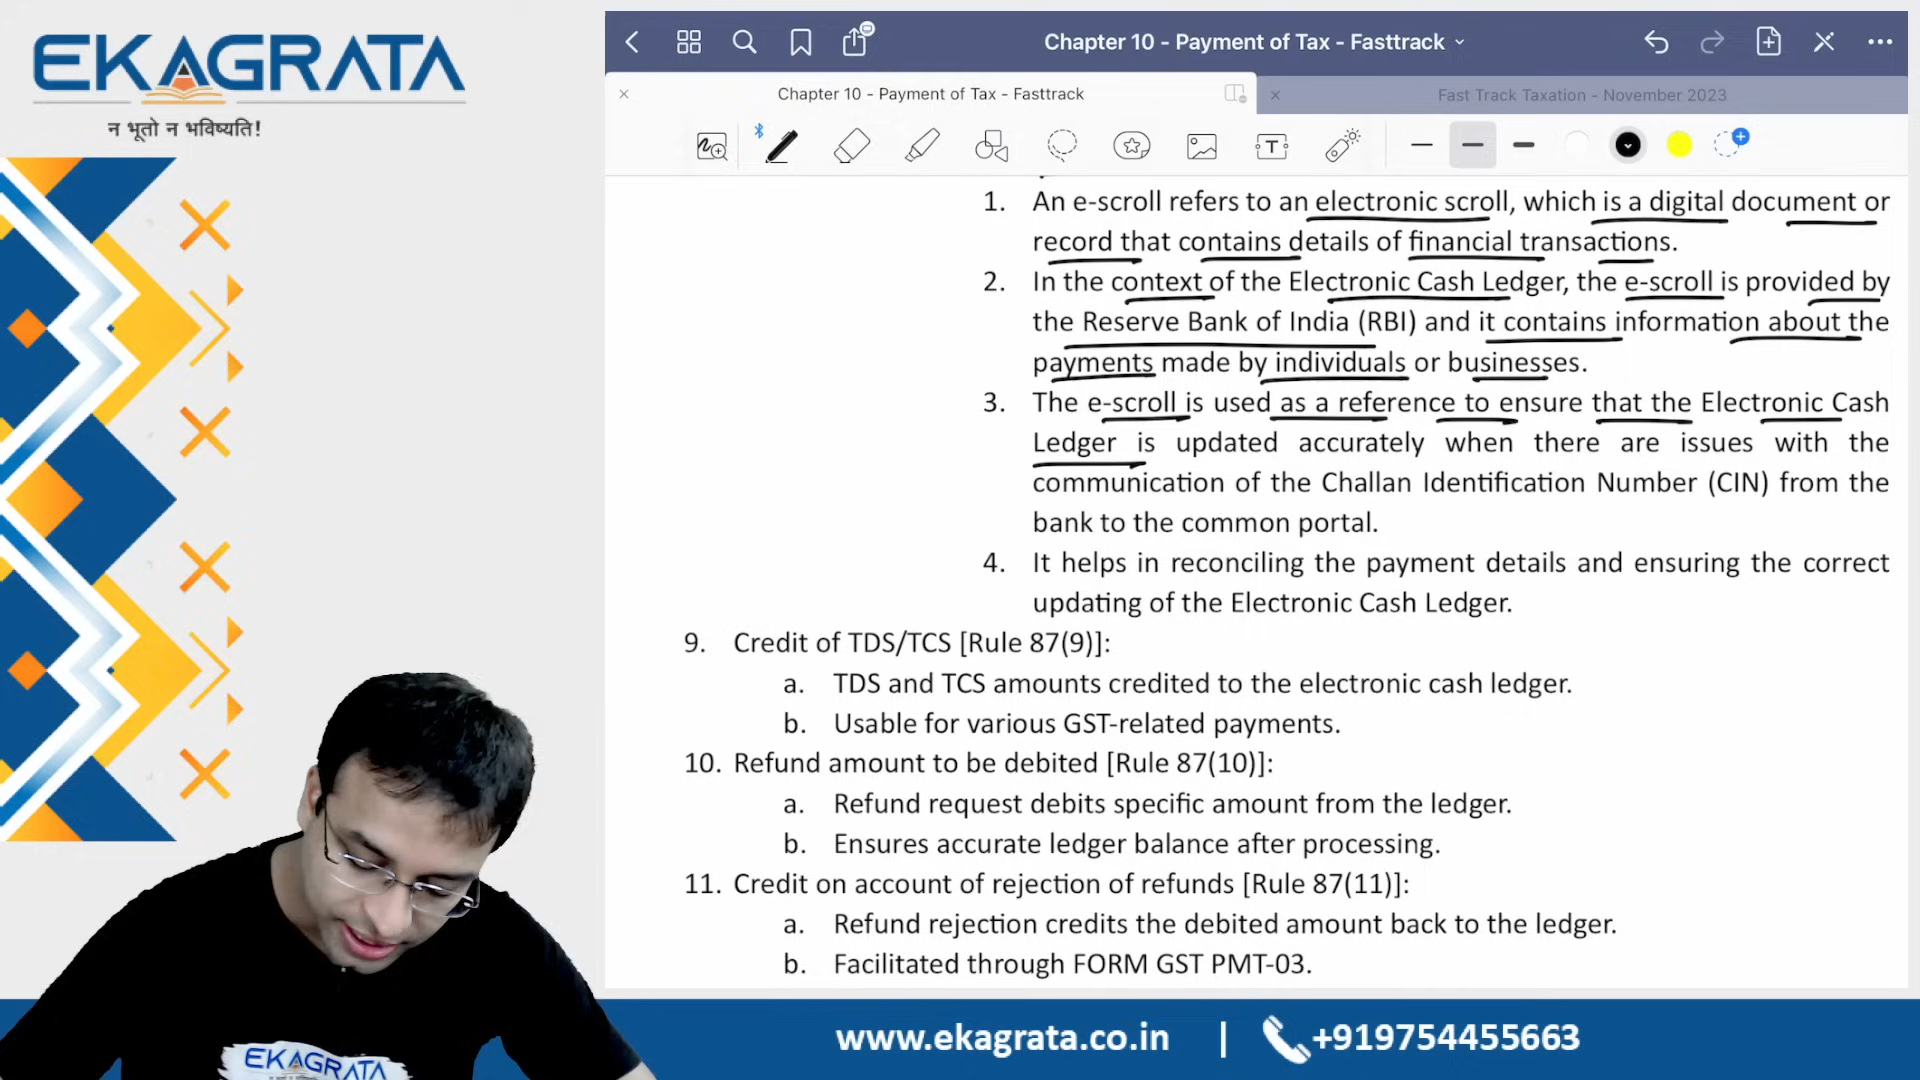 EKAGRATA
न भूतो न भविष्यति!
Chapter 10 - Payment of Tax - Fasttrack
Chapter 10 - Payment of Tax - Fasttrack
Fast Track Taxation - November 2023
1. An e-scroll refers to an electronic scroll, which is a digital document or
record that contains details of financial transactions.
2. In the context of the Electronic Cash Ledger, the e-scroll is provided by
the Reserve Bank of India (RBI) and it contains information about the
payments made by individuals or businesses.
3. The e-scroll is used as a reference to ensure that the Electronic Cash
Ledger is updated accurately when there are issues with the
communication of the Challan Identification Number (CIN) from the
bank to the common portal.
4. It helps in reconciling the payment details and ensuring the correct
updating of the Electronic Cash Ledger.
9. Credit of TDS/TCS [Rule 87(9)]:
a. TDS and TCS amounts credited to the electronic cash ledger.
b. Usable for various GST-related payments.
10. Refund amount to be debited [Rule 87(10)]:
a. Refund request debits specific amount from the ledger.
b. Ensures accurate ledger balance after processing.
11. Credit on account of rejection of refunds [Rule 87(11)]:
a. Refund rejection credits the debited amount back to the ledger.
b. Facilitated through FORM GST PMT-03.
EKAGRATA
www.ekagrata.co.in | +919754455663